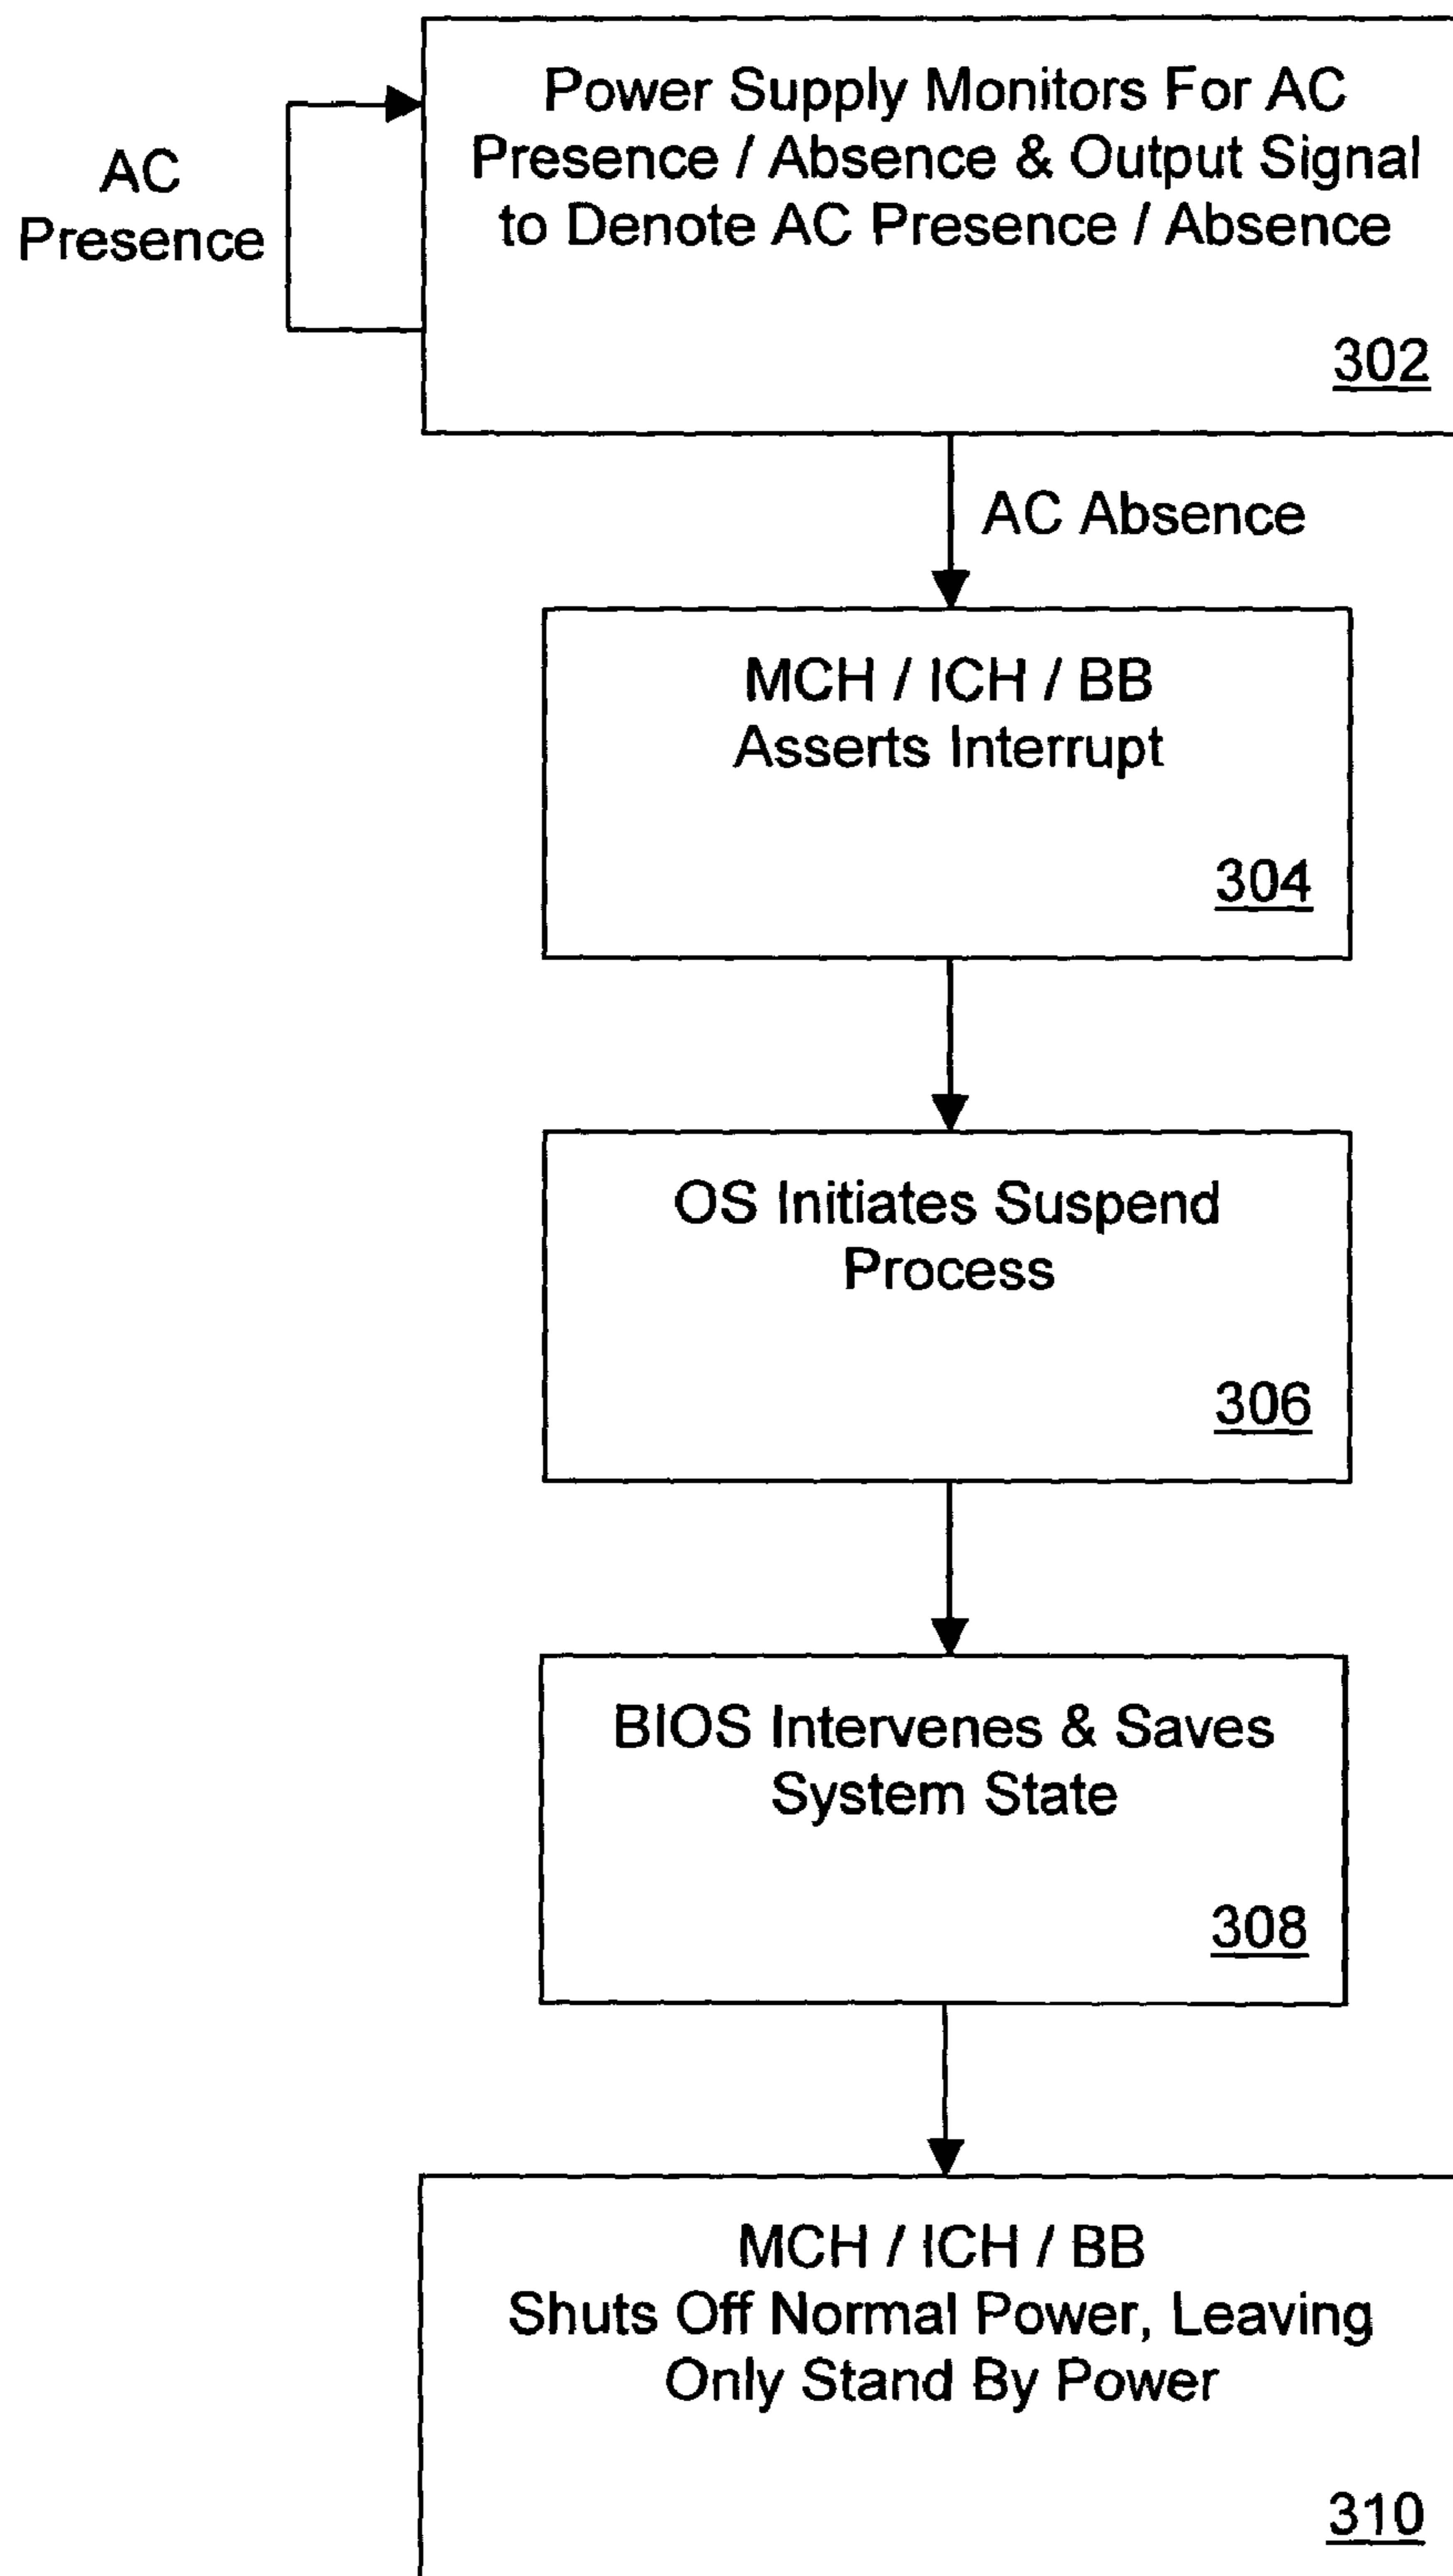 Power Supply Monitors For AC
Presence / Absence & Output Signal
to Denote AC Presence / Absence
302
AC
Presence
AC Absence
MCH / ICH / BB
Asserts Interrupt
304
OS Initiates Suspend
Process
306
BIOS Intervenes & Saves
System State
308
MCH / ICH / BB
Shuts Off Normal Power, Leaving
Only Stand By Power
310